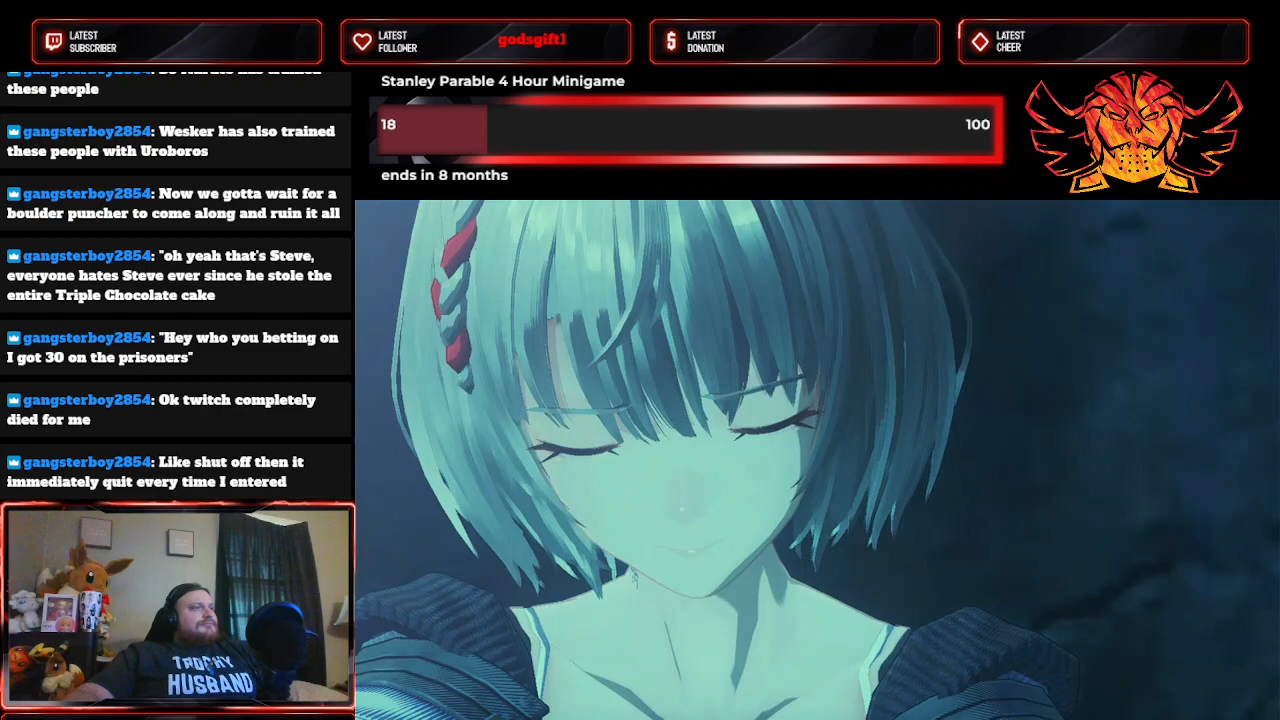 LATEST
SUBSCRIBER
LATEST
FOLLOWER
godsgift1
LATEST
DONATION
LATEST
CHEER
Stanley Parable 4 Hour Minigame
18
100
ends in 8 months
these people
gangsterboy2854: Wesker has also trained
these people with Uroboros
gangsterboy2854: Now we gotta wait for a
boulder puncher to come along and ruin it all
gangsterboy2854: "oh yeah that's Steve,
everyone hates Steve ever since he stole the
entire Triple Chocolate cake
gangsterboy2854: "Hey who you betting on
I got 30 on the prisoners"
gangsterboy2854: Ok twitch completely
died for me
gangsterboy2854: Like shut off then it
immediately quit every time I entered
TROPHY
HUSBAND